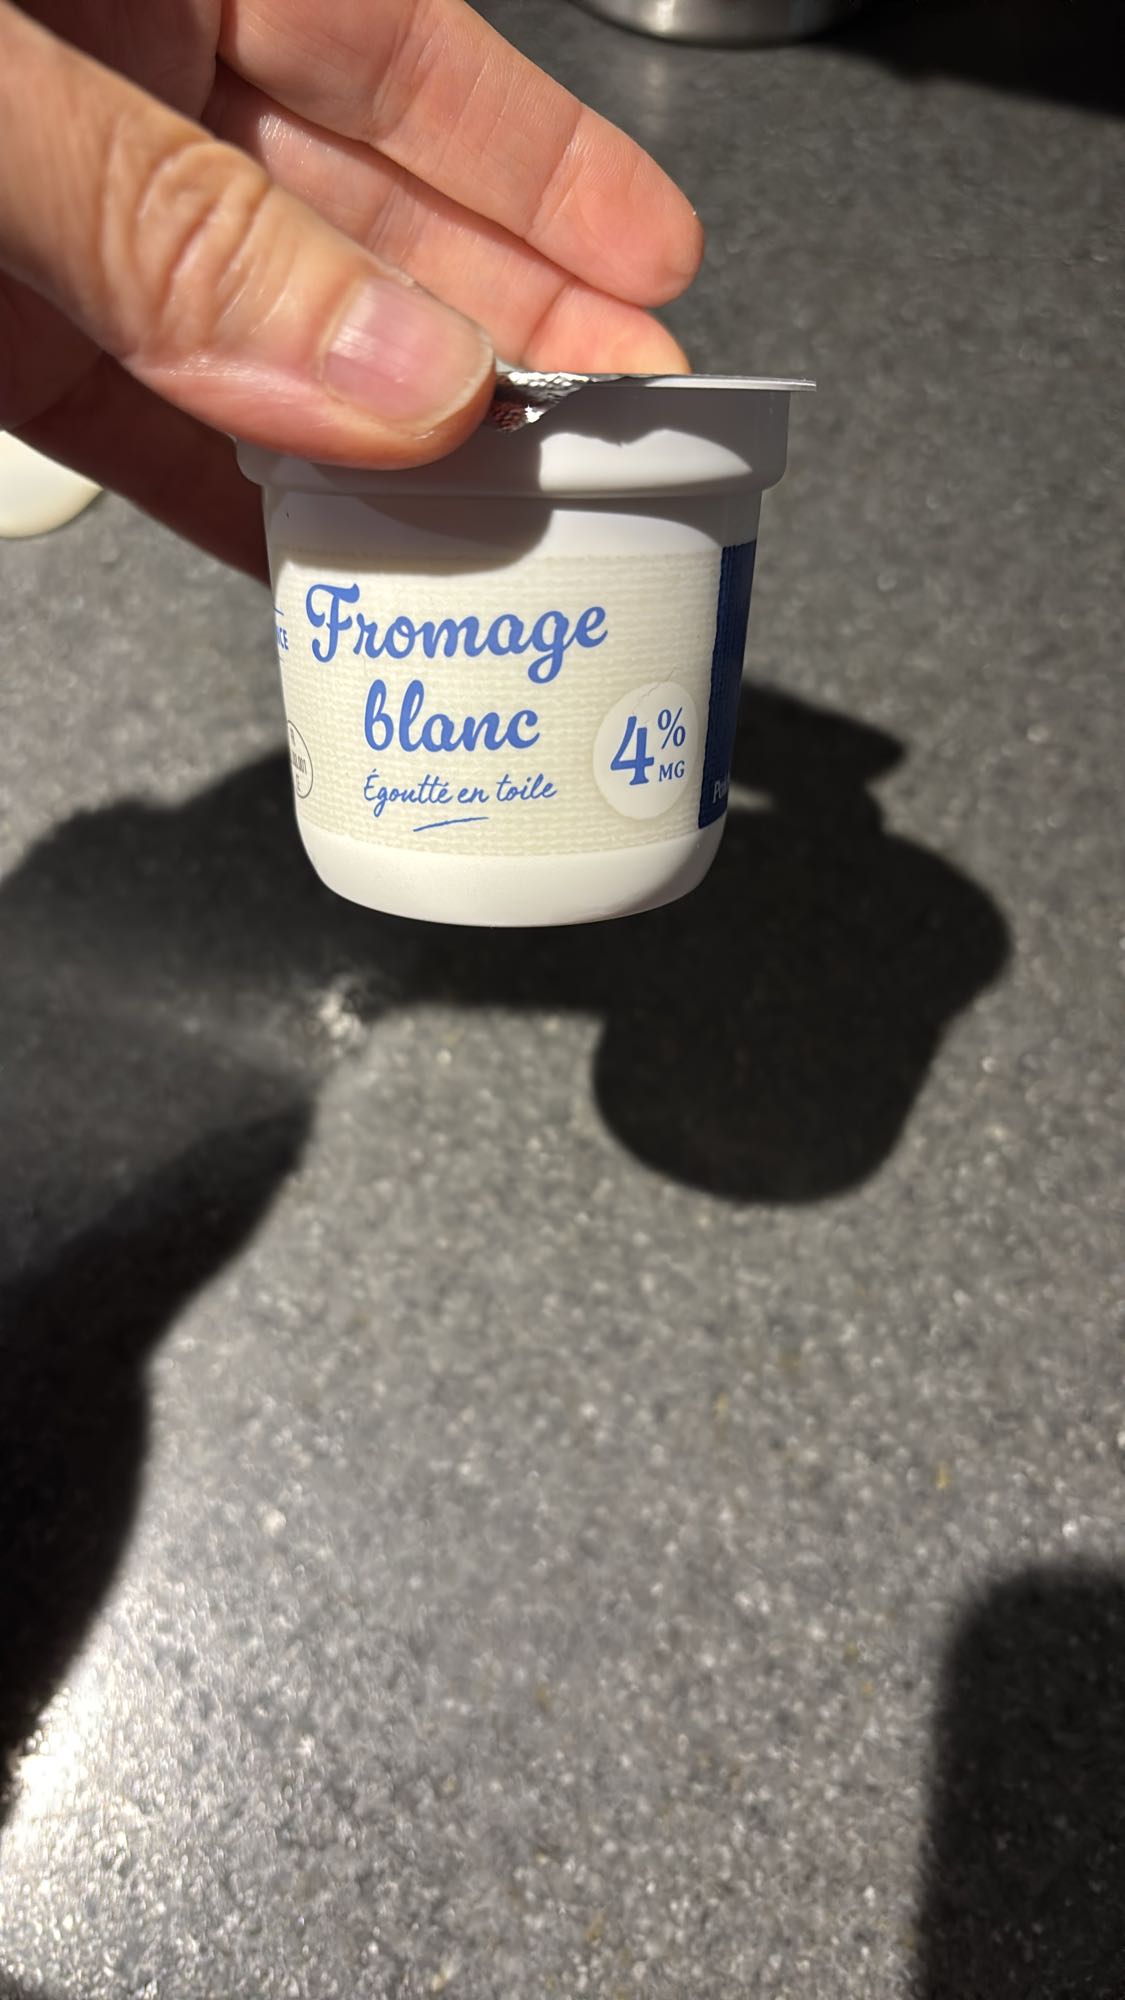 Fromage
blanc
Égoutté en toile
4%
MG